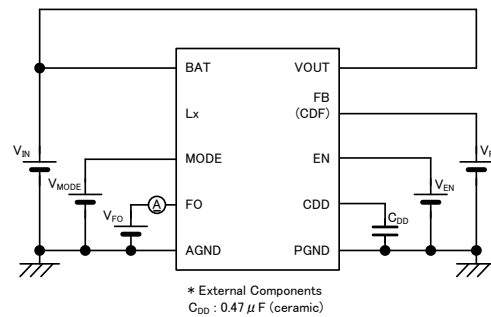 BAT VOUT
FB
Lx (CDF)
V_IN
MODE EN
V_MODE
V_EN
A
FO CDD
V_FO
C_DD
AGND PGND
* External Components
C_DD : 0.47 μF (ceramic)